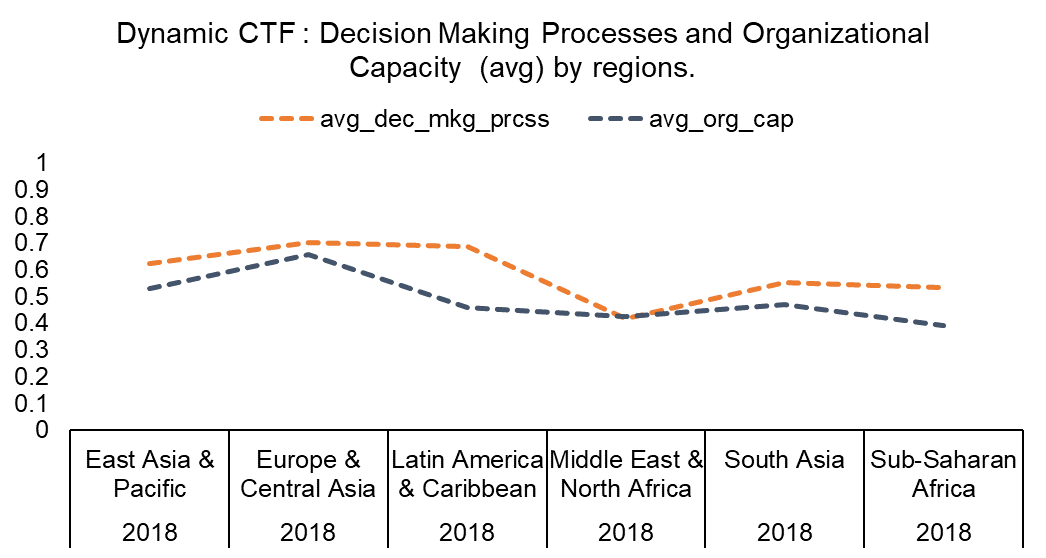 Dynamic CTF : Decision Making Processes and Organizational
Capacity (avg) by regions.
avg_dec_mkg_prcss avg_org_cap
1
0.9
0.8
0.7
0.6
0.5
0.4
0.3
0.2
0.1
0
East Asia & Europe & Latin America Middle East & South Asia Sub-Saharan
Pacific Central Asia & Caribbean North Africa Africa
2018 2018 2018 2018 2018 2018